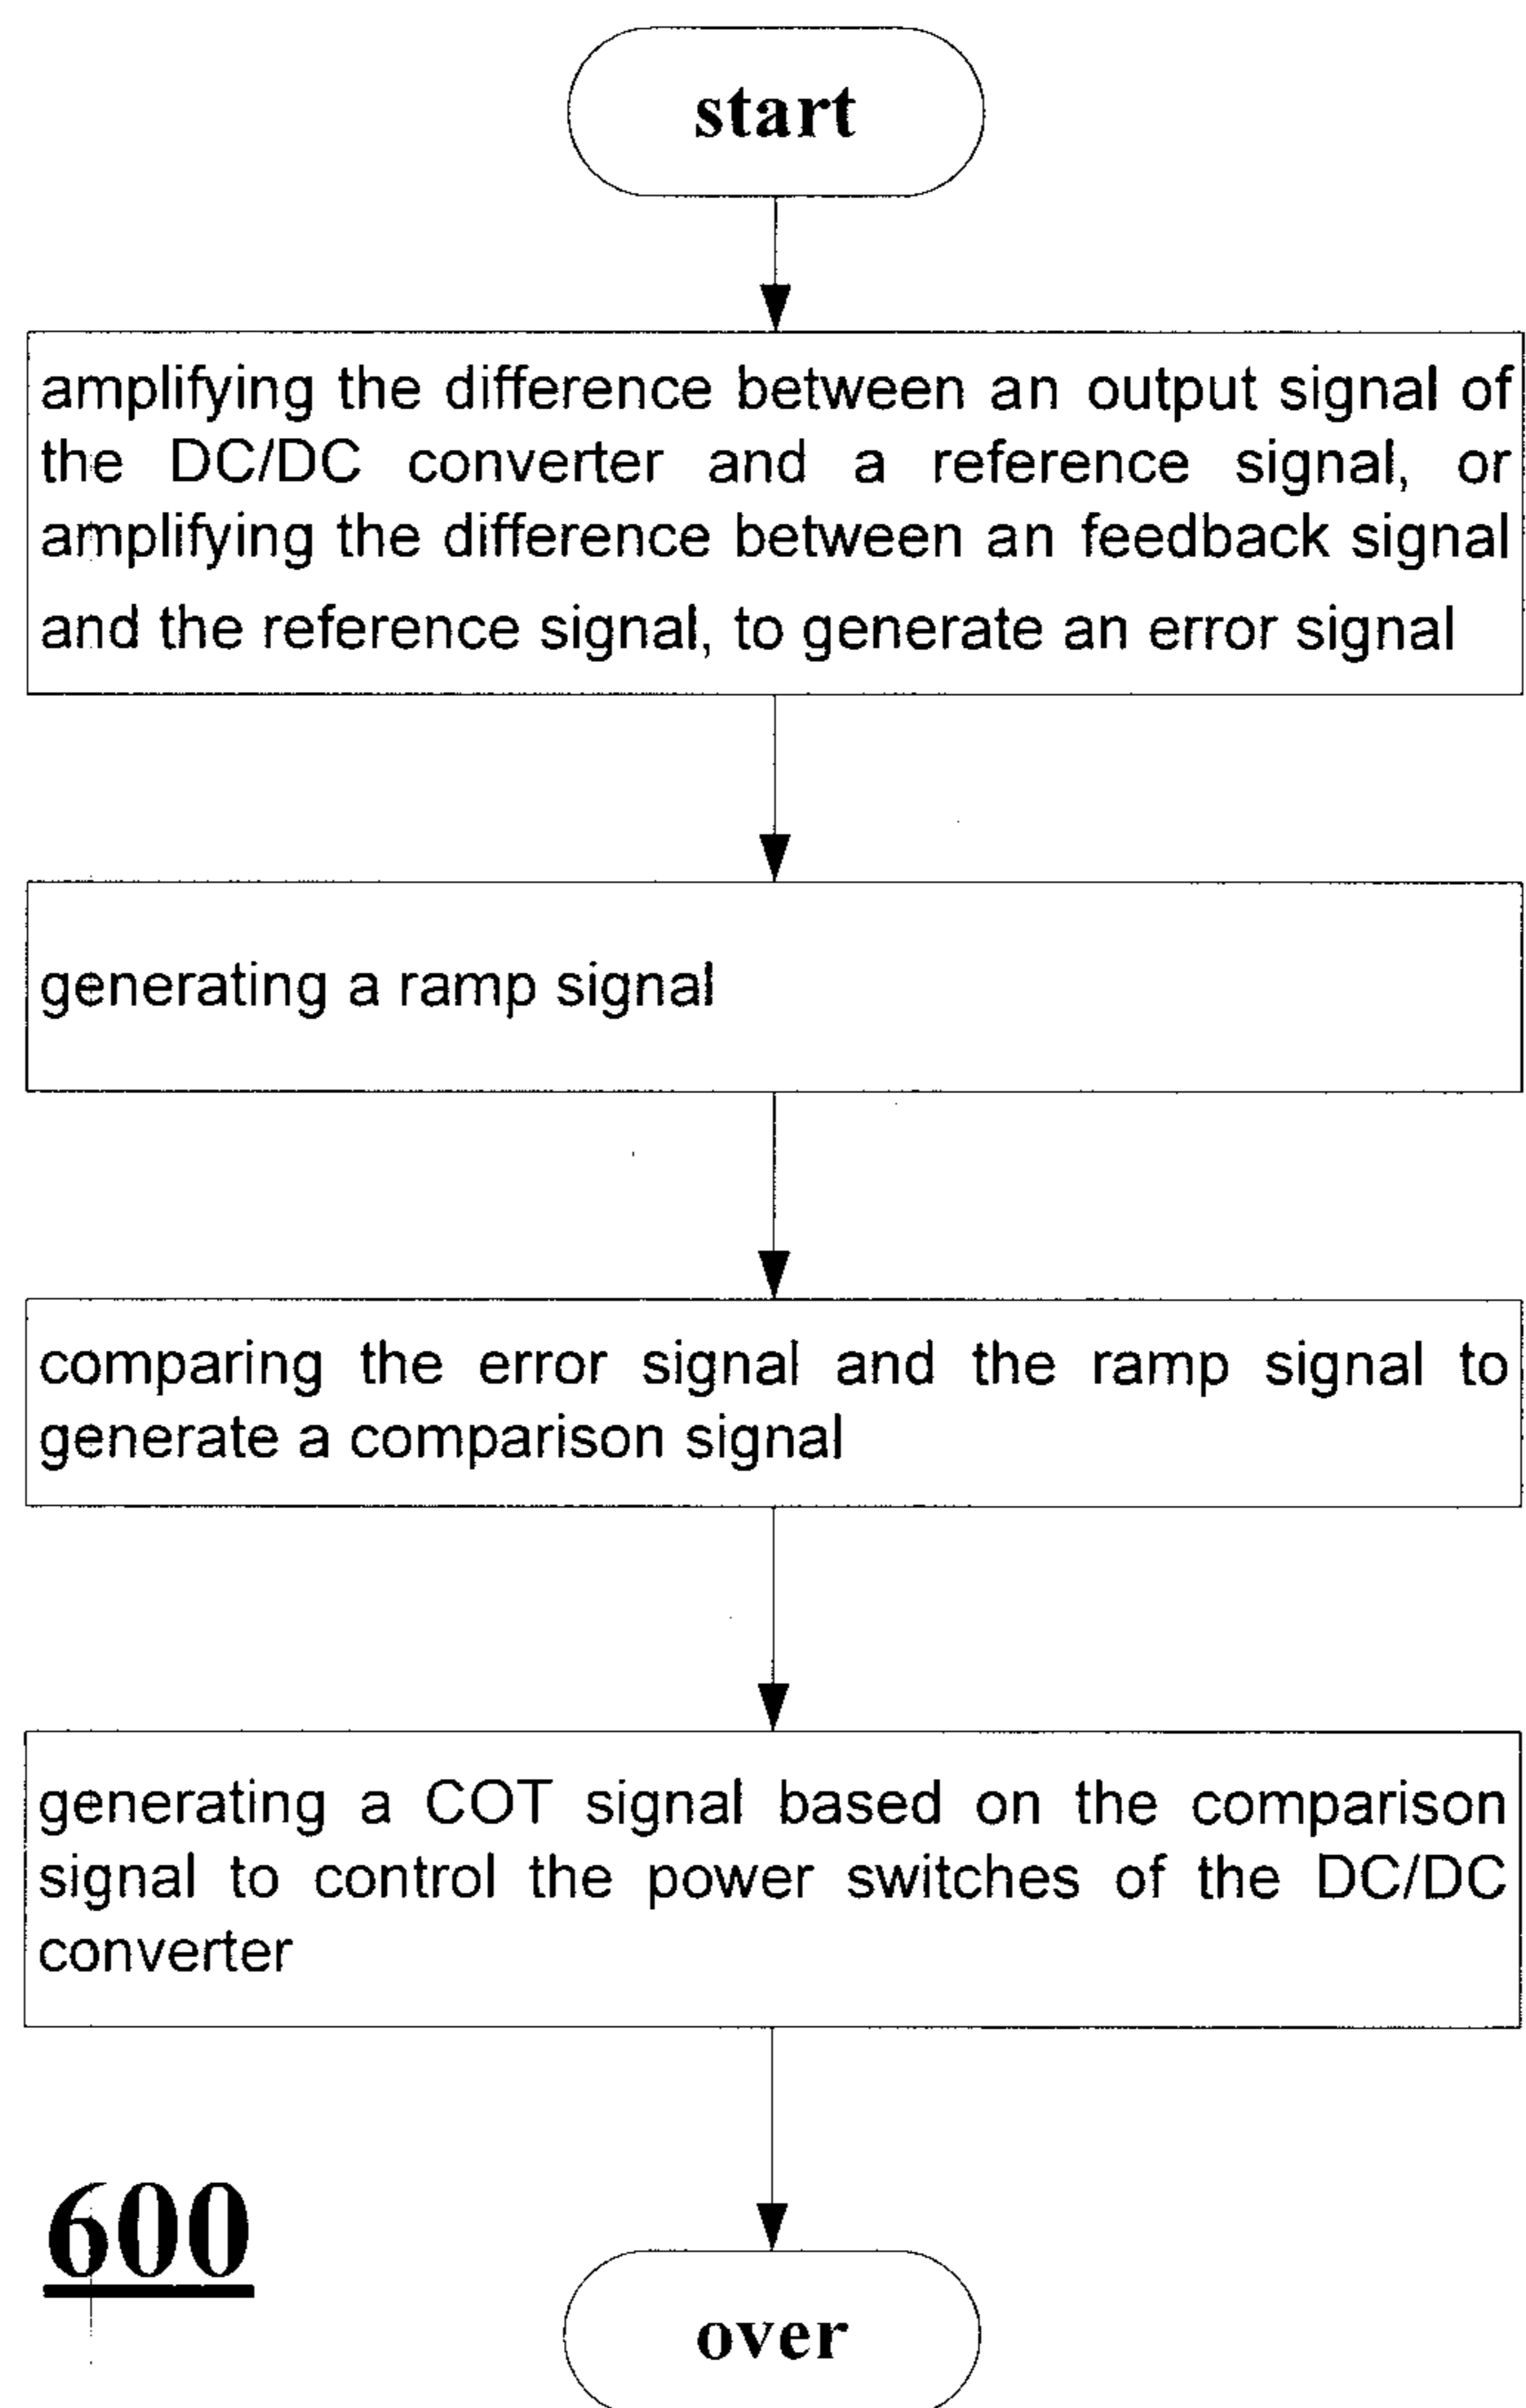 start
amplifying the difference between an output signal of
the DC/DC converter and a reference signal, or
amplifying the difference between an feedback signal
and the reference signal, to generate an error signal
generating a ramp signal
comparing the error signal and the ramp signal to
generate a comparison signal
generating a COT signal based on the comparison
signal to control the power switches of the DC/DC
converter
600
over